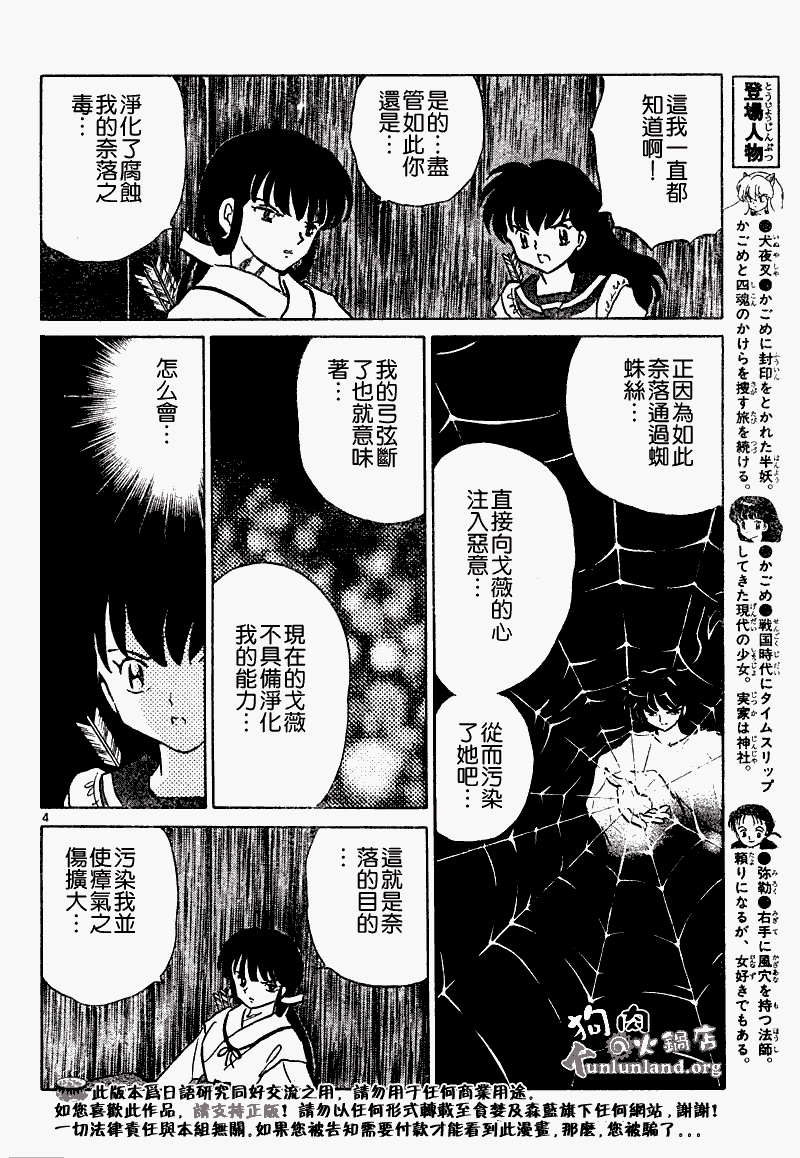 這我一直都
知道啊！
是的…盡
管如此你
還是…
淨化了腐蝕
我的奈落之
毒…
正因為如此
奈落通過蜘
蛛絲…
直接向戈薇的心
注入惡意…
從而污染
了她吧…
我的弓弦斷
了也就意味
著…
現在的戈薇
不具備淨化
我的能力…
怎么會…
4
這就是奈
落的目的
…
污染我並
使瘴氣之
傷擴大…
登場人物
とうじょうじんぶつ
●犬夜叉●かごめに封印をとかれた半妖。
かごめと四魂のかけらを捜す旅を続ける。
●かごめ●戦国時代にタイムスリップ
してきた現代の少女。実家は神社。
●弥勒●右手に風穴を持つ法師。
頼りになるが、女好きでもある。
狗肉
@火鍋店
funlunland.org
此版本爲日語研究同好交流之用，請勿用于任何商業用途。
如您喜歡此作品，請支持正版！請勿以任何形式轉載至貪婪及森藍旗下任何網站，謝謝！
一切法律責任與本組無關。如果您被告知需要付款才能看到此漫畫，那麽，您被騙了...